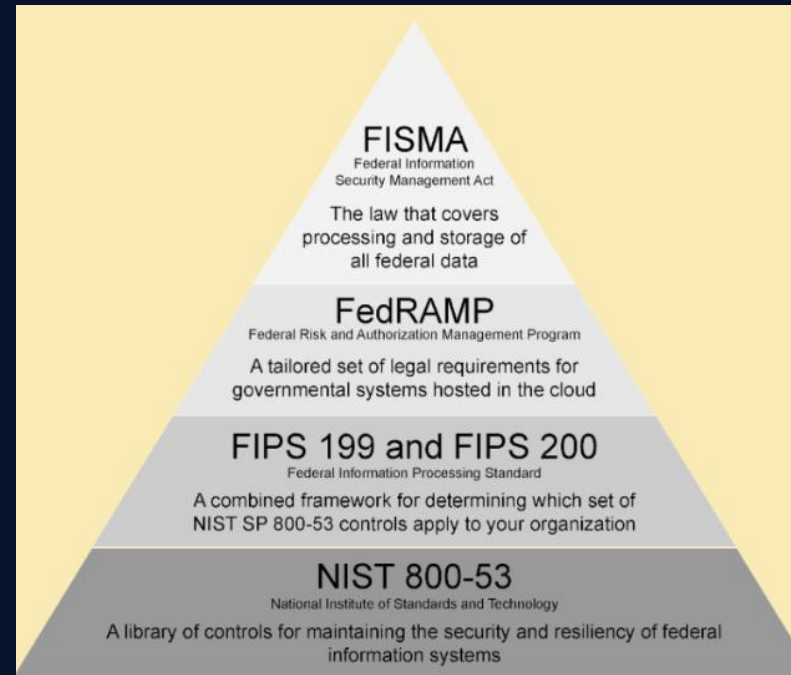 FISMA
Federal Information
Security Management Act
The law that covers
processing and storage of
all federal data
FedRAMP
Federal Risk and Authorization Management Program
A tailored set of legal requirements for
governmental systems hosted in the cloud
FIPS 199 and FIPS 200
Federal Information Processing Standard
A combined framework for determining which set of
NIST SP 800-53 controls apply to your organization
NIST 800-53
National Institute of Standards and Technology
A library of controls for maintaining the security and resiliency of federal
information systems